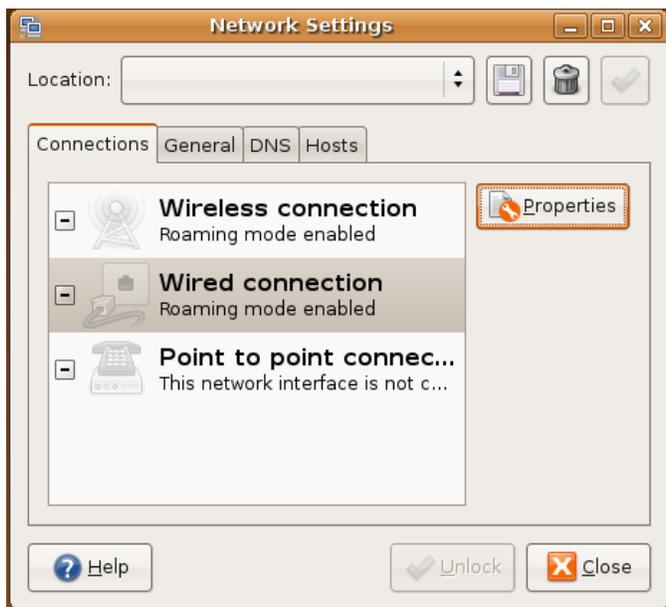 Network Settings
Location:
Connections General DNS Hosts
Wireless connection
Roaming mode enabled
Properties
Wired connection
Roaming mode enabled
Point to point connec...
This network interface is not c...
Help Unlock Close